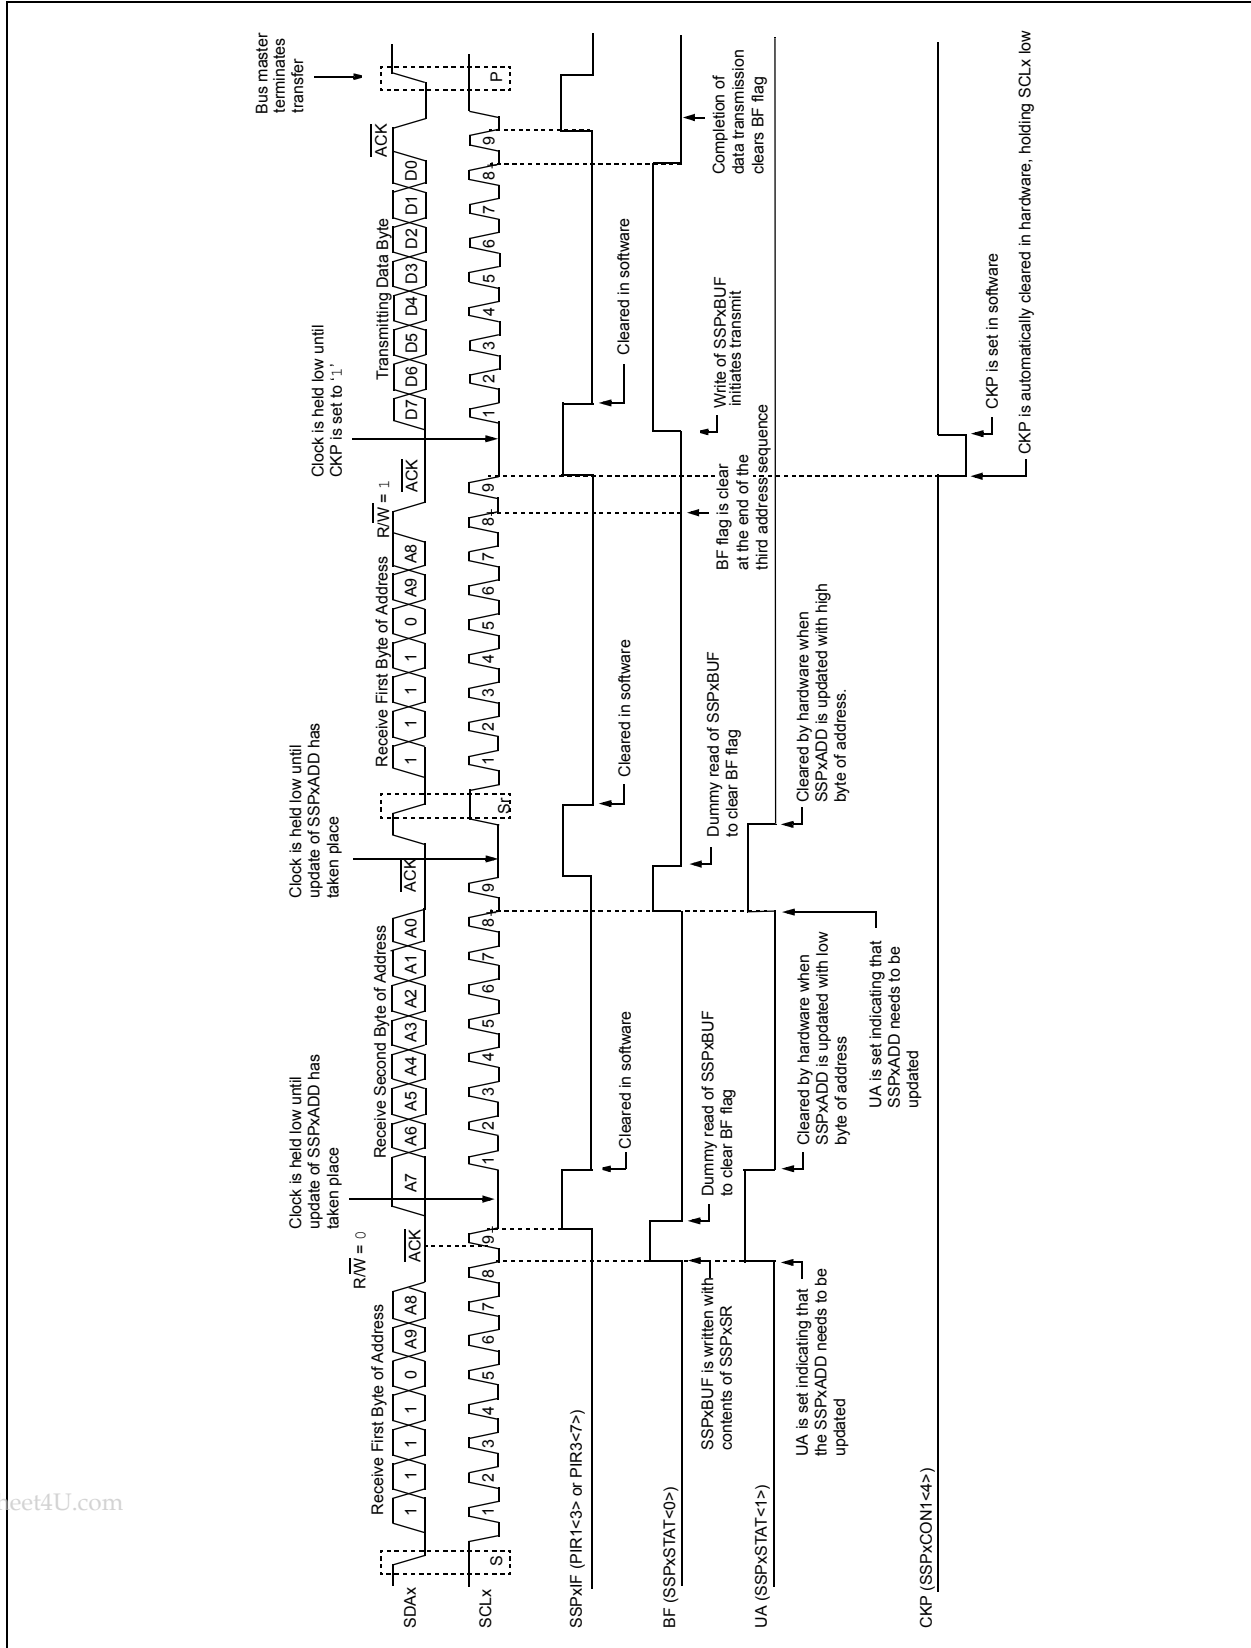 Receive First Byte of Address
R/W = 0
ACK
Clock is held low until
update of SSPxADD has
taken place
Receive Second Byte of Address
ACK
Clock is held low until
update of SSPxADD has
taken place
Receive First Byte of Address
R/W = 1
ACK
Clock is held low until
CKP is set to ‘1’
Transmitting Data Byte
ACK
Bus master
terminates
transfer
SDAx
1 1 1 1 0 A9 A8
A7 A6 A5 A4 A3 A2 A1 A0
1 1 1 1 0 A9 A8
D7 D6 D5 D4 D3 D2 D1 D0
SCLx
S
1 2 3 4 5 6 7 8 9
1 2 3 4 5 6 7 8 9
Sr
1 2 3 4 5 6 7 8 9
1 2 3 4 5 6 7 8 9
P
SSPxIF (PIR1<3> or PIR3<7>)
Cleared in software
Cleared in software
Cleared in software
BF (SSPxSTAT<0>)
SSPxBUF is written with
contents of SSPxSR
Dummy read of SSPxBUF
to clear BF flag
Dummy read of SSPxBUF
to clear BF flag
BF flag is clear
at the end of the
third address sequence
Write of SSPxBUF
initiates transmit
Completion of
data transmission
clears BF flag
UA (SSPxSTAT<1>)
UA is set indicating that
the SSPxADD needs to be
updated
Cleared by hardware when
SSPxADD is updated with low
byte of address
UA is set indicating that
SSPxADD needs to be
updated
Cleared by hardware when
SSPxADD is updated with high
byte of address.
CKP (SSPxCON1<4>)
CKP is set in software
CKP is automatically cleared in hardware, holding SCLx low
eet4U.com